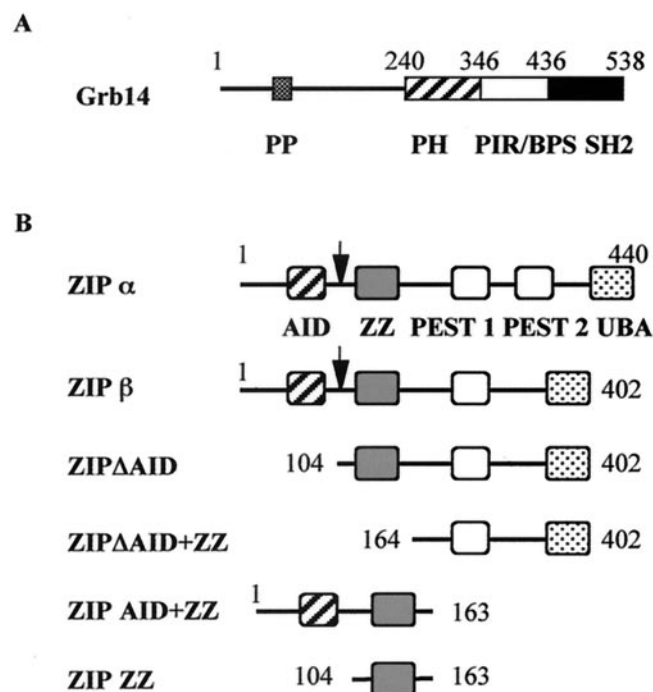 A
1 240 346 436 538
Grb14
PP PH PIR/BPS SH2
B
1 440
ZIP α
AID ZZ PEST 1 PEST 2 UBA
1
ZIP β 402
ZIPΔAID 104 402
ZIPΔAID+ZZ 164 402
1
ZIP AID+ZZ 163
ZIP ZZ 104 163